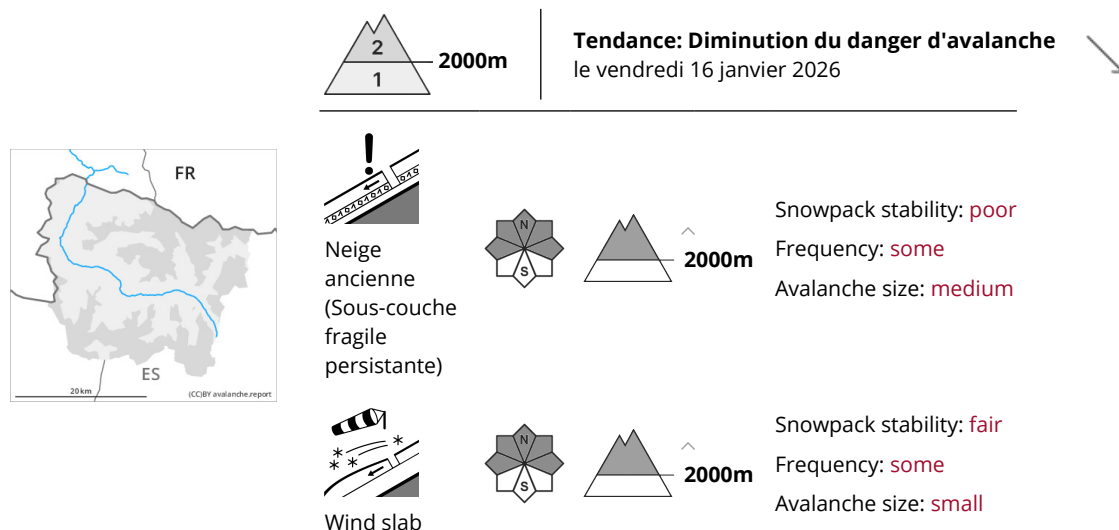 2
1
2000m
Tendance: Diminution du danger d'avalanche
le vendredi 16 janvier 2026
FR
ES
20 km
(CC)BY avalanche.report
Neige
ancienne
(Sous-couche
fragile
persistante)
N
S
2000m
Snowpack stability: poor
Frequency: some
Avalanche size: medium
Wind slab
N
S
2000m
Snowpack stability: fair
Frequency: some
Avalanche size: small